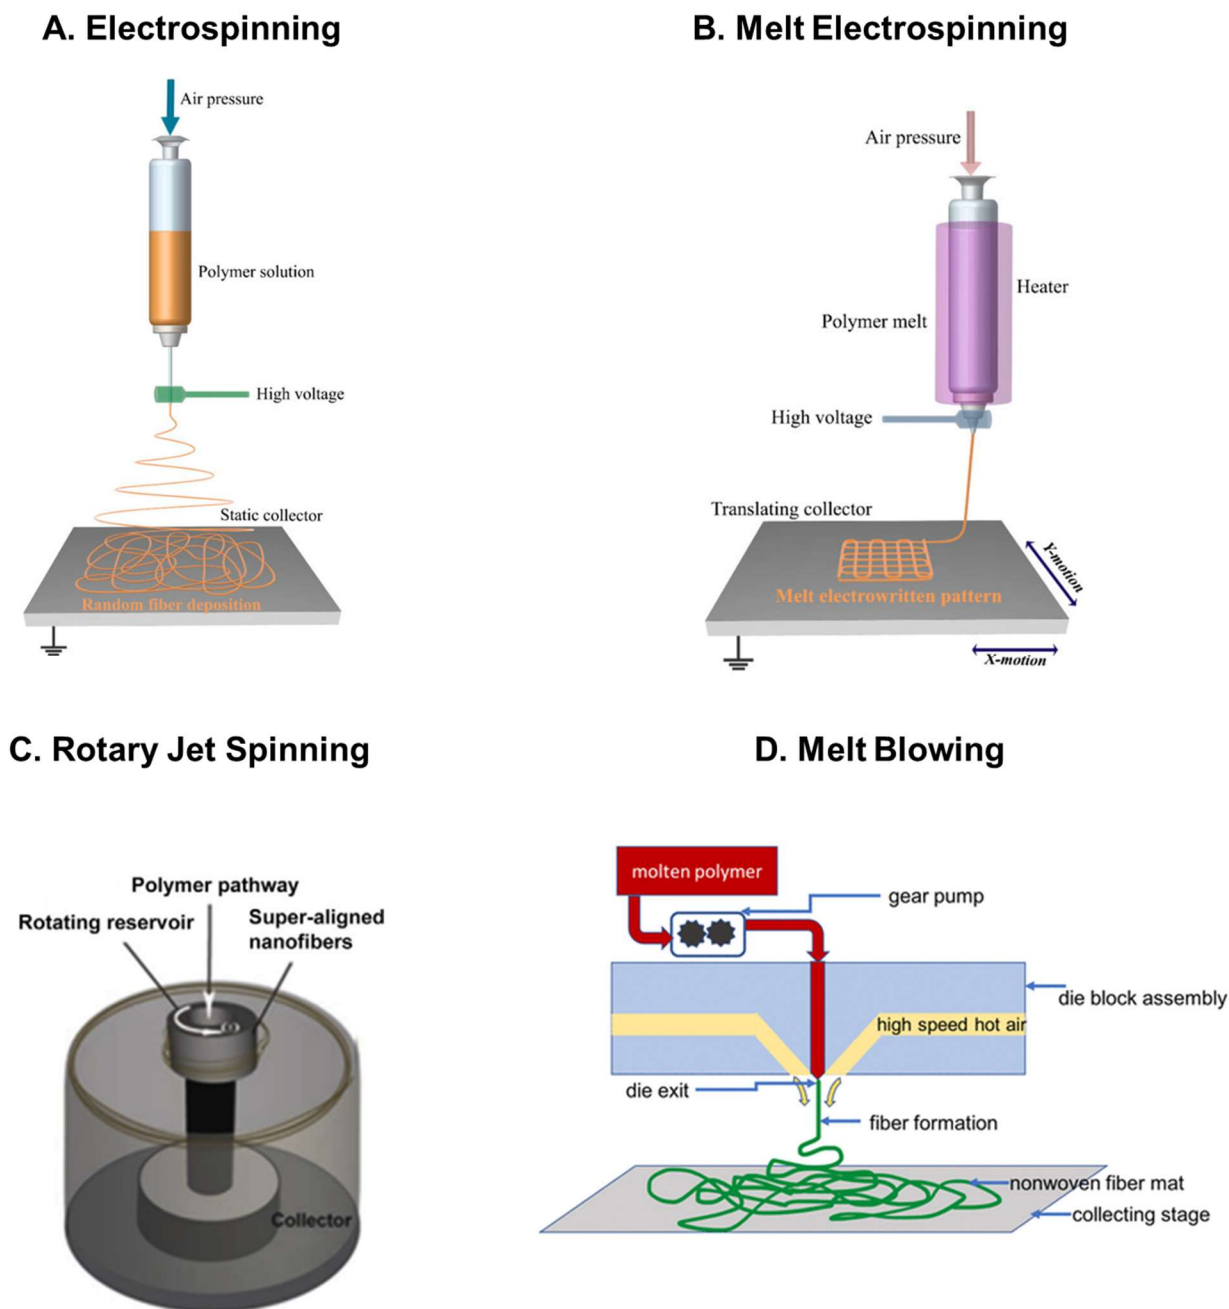 A. Electrospinning
Air pressure
Polymer solution
High voltage
Static collector
Random fiber deposition
B. Melt Electrospinning
Air pressure
Heater
Polymer melt
High voltage
Translating collector
Y-motion
Melt electrowritten pattern
X-motion
C. Rotary Jet Spinning
Polymer pathway
Rotating reservoir
Super-aligned
nanofibers
Collector
D. Melt Blowing
molten polymer
gear pump
die block assembly
high speed hot air
die exit
fiber formation
nonwoven fiber mat
collecting stage